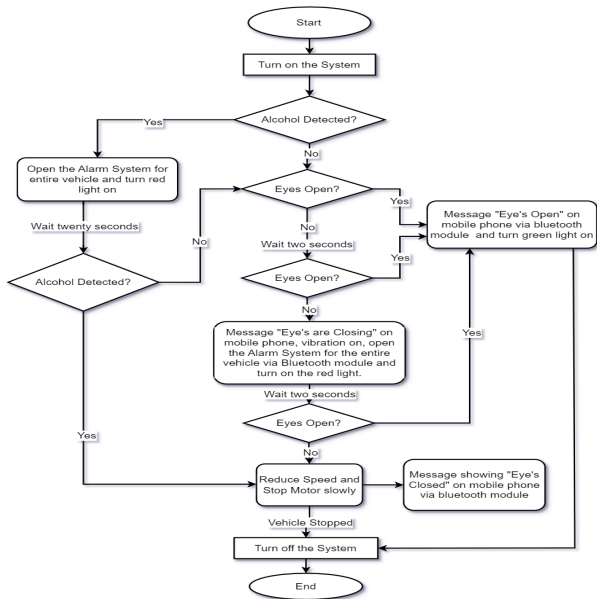 Start
Turn on the System
Alcohol Detected?
Yes
No
Open the Alarm System for
entire vehicle and turn red
light on
Eyes Open?
Yes
Message "Eye's Open" on
mobile phone via bluetooth
module and turn green light on
Wait twenty seconds
No
No
Wait two seconds
Yes
Alcohol Detected?
Eyes Open?
No
Message "Eye's are Closing" on
mobile phone, vibration on, open
the Alarm System for the entire
vehicle via Bluetooth module and
turn on the red light.
Yes
Wait two seconds
Eyes Open?
Yes
No
Reduce Speed and
Stop Motor slowly
Message showing "Eye's
Closed" on mobile phone
via bluetooth module
Vehicle Stopped
Turn off the System
End